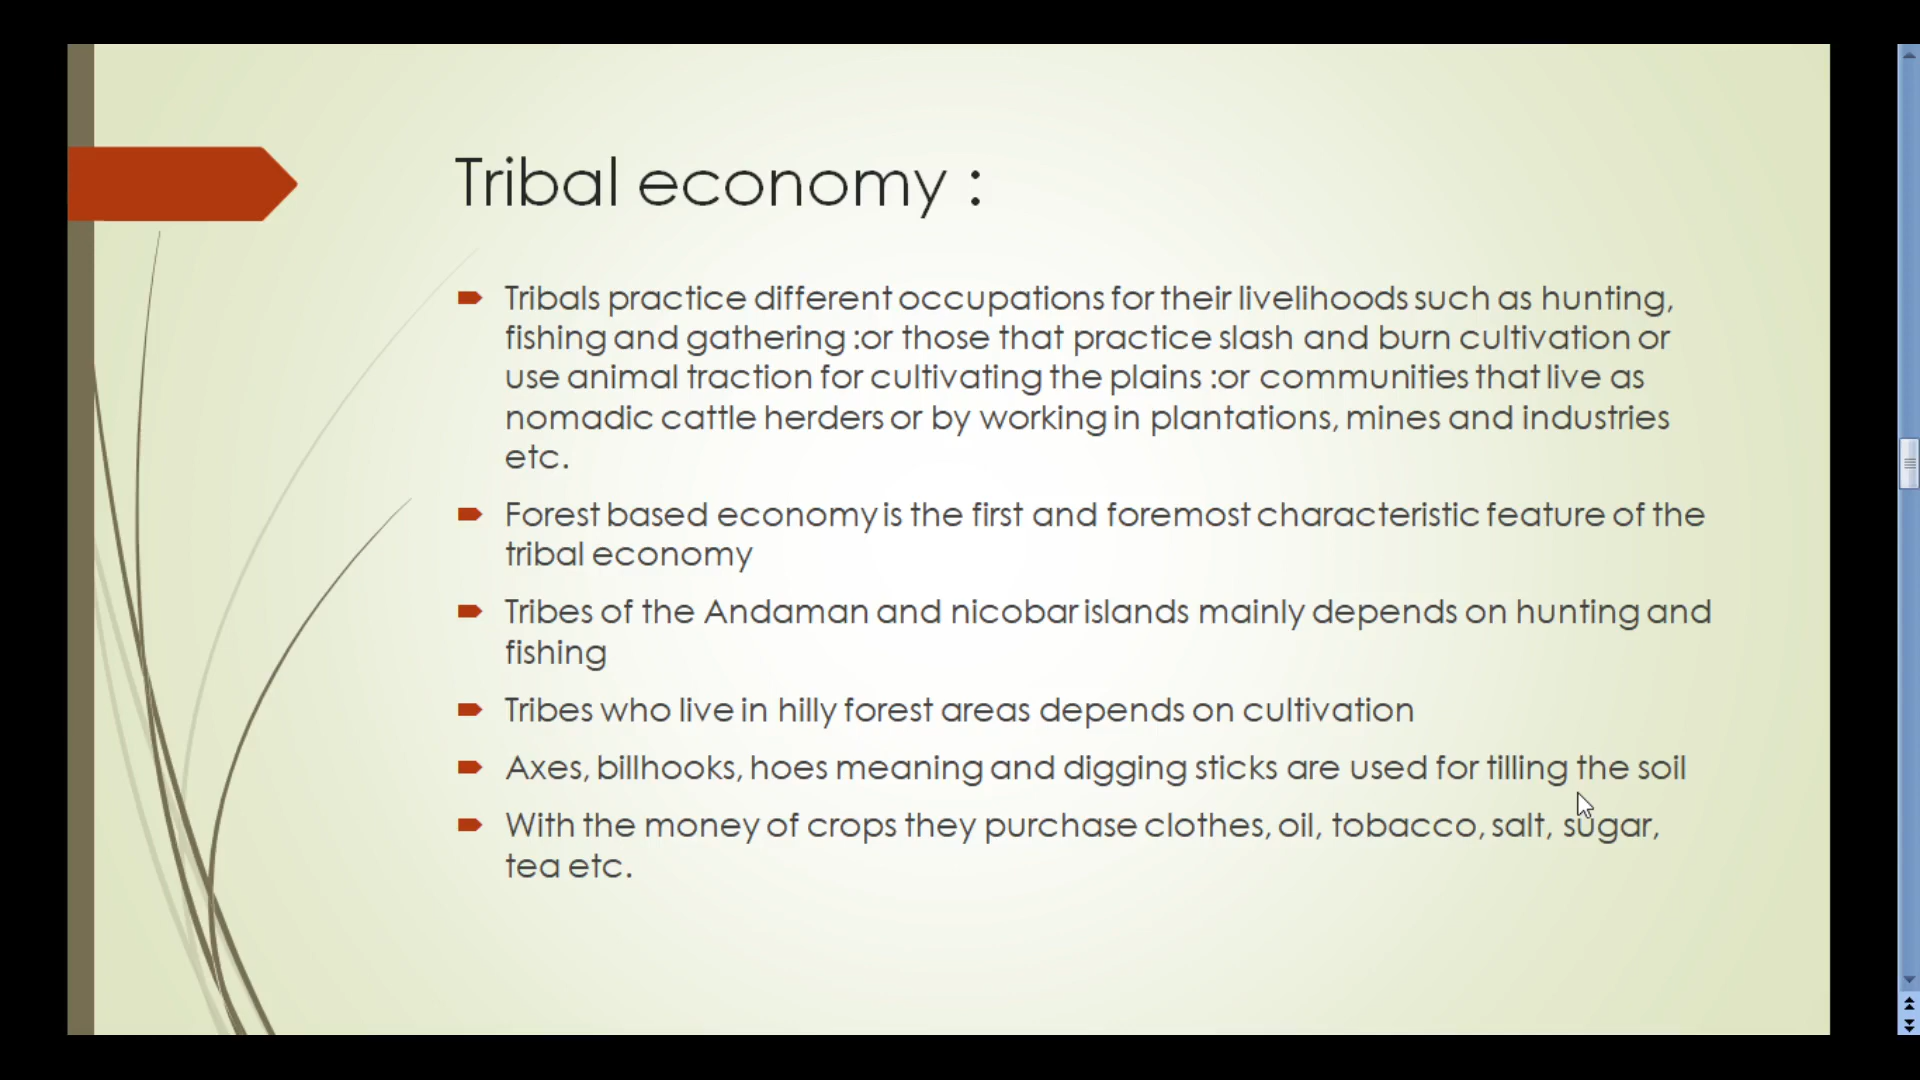 Tribal economy :
Tribals practice different occupations for their livelihoods such as hunting,
fishing and gathering :or those that practice slash and burn cultivation or
use animal traction for cultivating the plains :or communities that live as
nomadic cattle herders or by working in plantations, mines and industries
etc.
Forest based economy is the first and foremost characteristic feature of the
tribal economy
Tribes of the Andaman and nicobar islands mainly depends on hunting and
fishing
Tribes who live in hilly forest areas depends on cultivation
Axes, billhooks, hoes meaning and digging sticks are used for tilling the soil
With the money of crops they purchase clothes, oil, tobacco, salt, sugar,
tea etc.